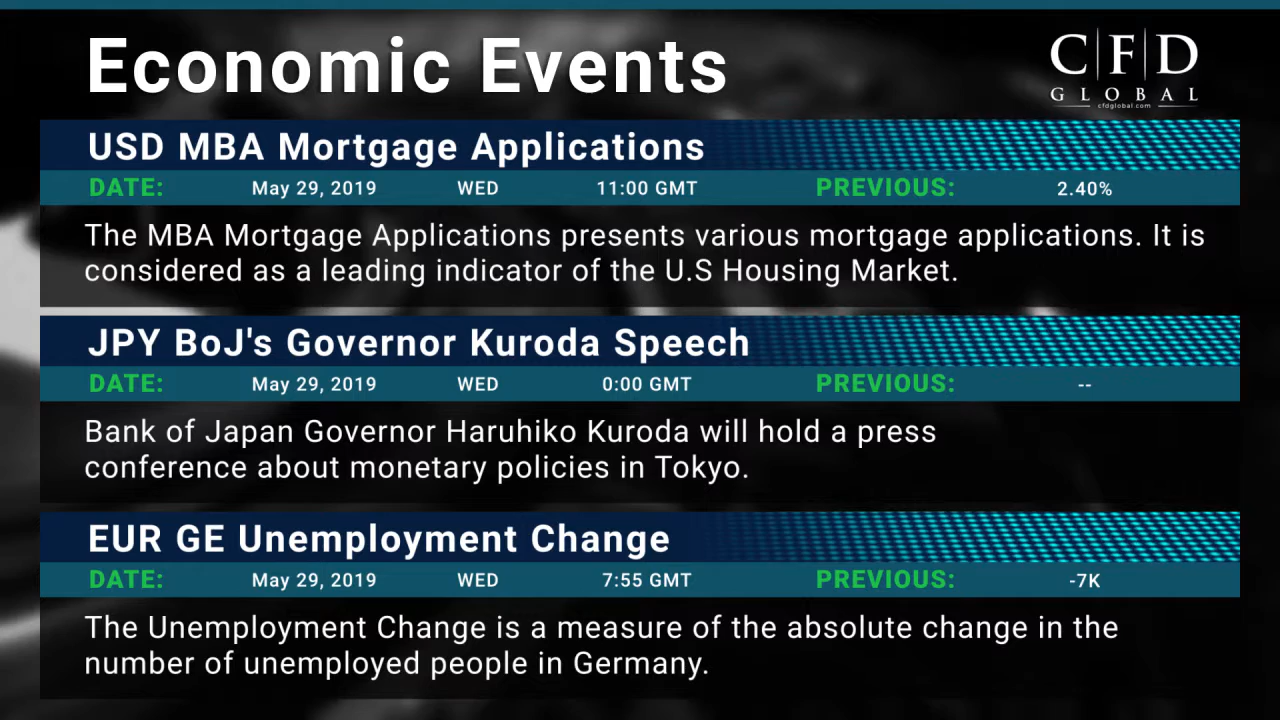 Economic Events
C|F|D
GLOBAL
cfdglobal.com
USD MBA Mortgage Applications
DATE: May 29, 2019 WED 11:00 GMT PREVIOUS: 2.40%
The MBA Mortgage Applications presents various mortgage applications. It is
considered as a leading indicator of the U.S Housing Market.
JPY BoJ's Governor Kuroda Speech
DATE: May 29, 2019 WED 0:00 GMT PREVIOUS: --
Bank of Japan Governor Haruhiko Kuroda will hold a press
conference about monetary policies in Tokyo.
EUR GE Unemployment Change
DATE: May 29, 2019 WED 7:55 GMT PREVIOUS: -7K
The Unemployment Change is a measure of the absolute change in the
number of unemployed people in Germany.